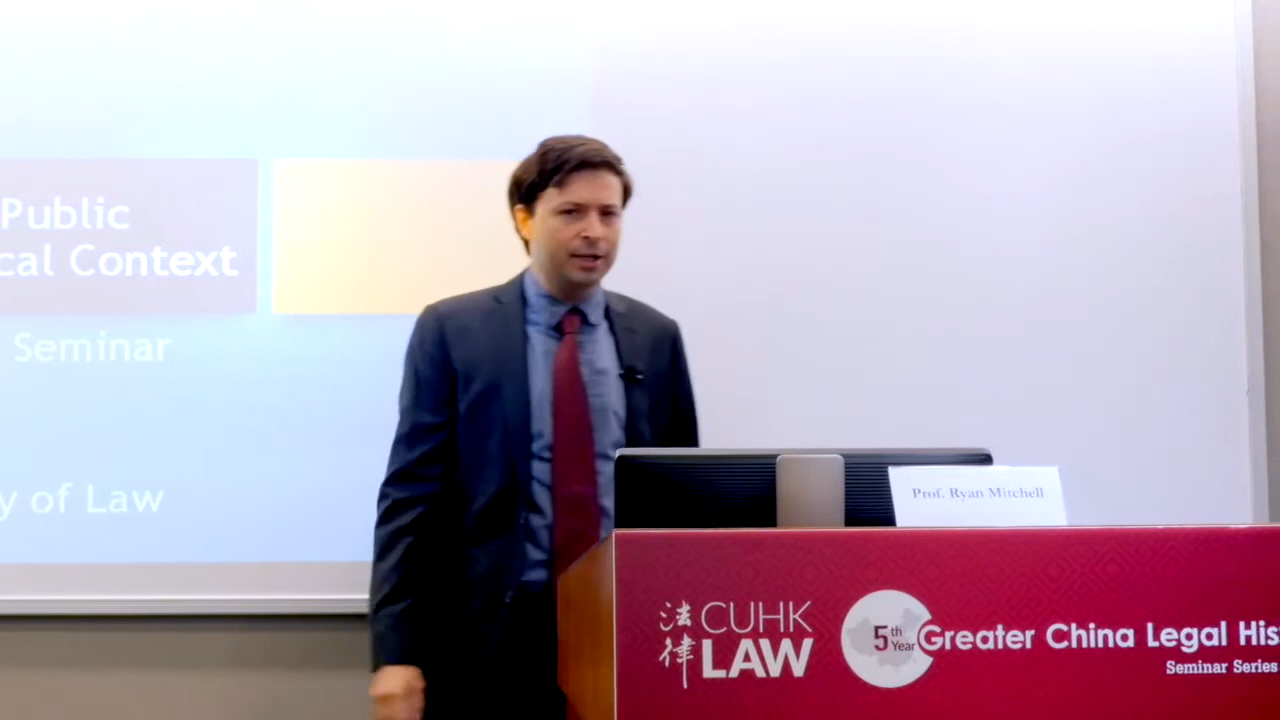 Public
cal Context
Seminar
y of Law
Prof. Ryan Mitchell
法律
CUHK
LAW
5th
Year
Greater China Legal His
Seminar Series